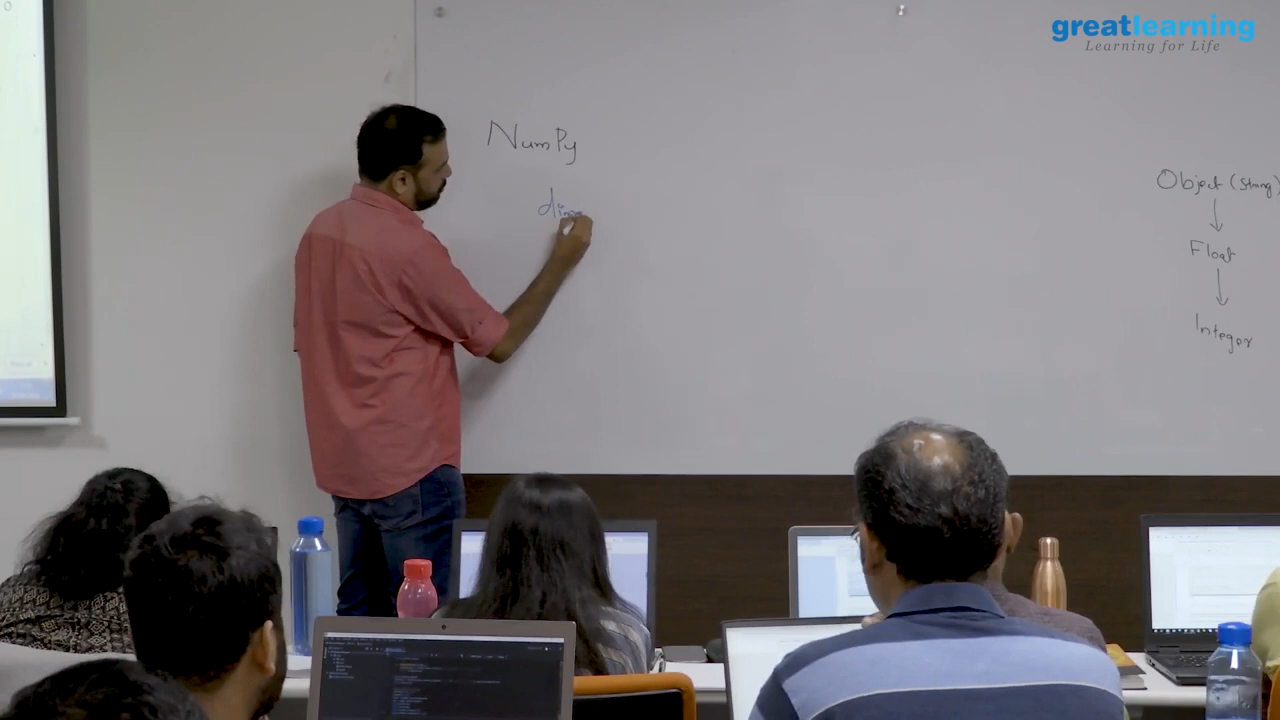 greatlearning
Learning for Life
NumPy
Object (String)
Float
Integer